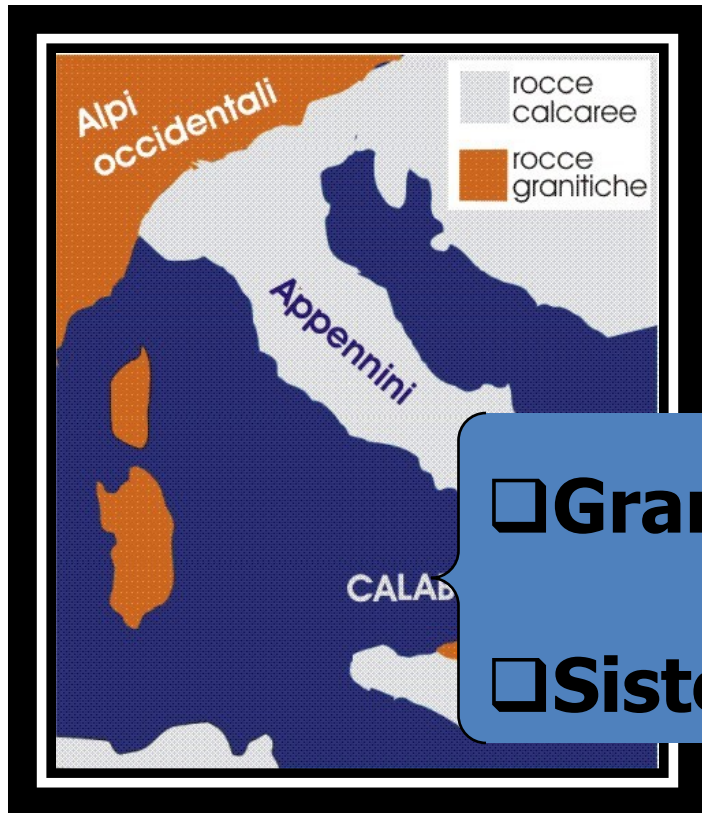 Alpi
occidentali
rocce
calcaree
rocce
granitiche
Appennini